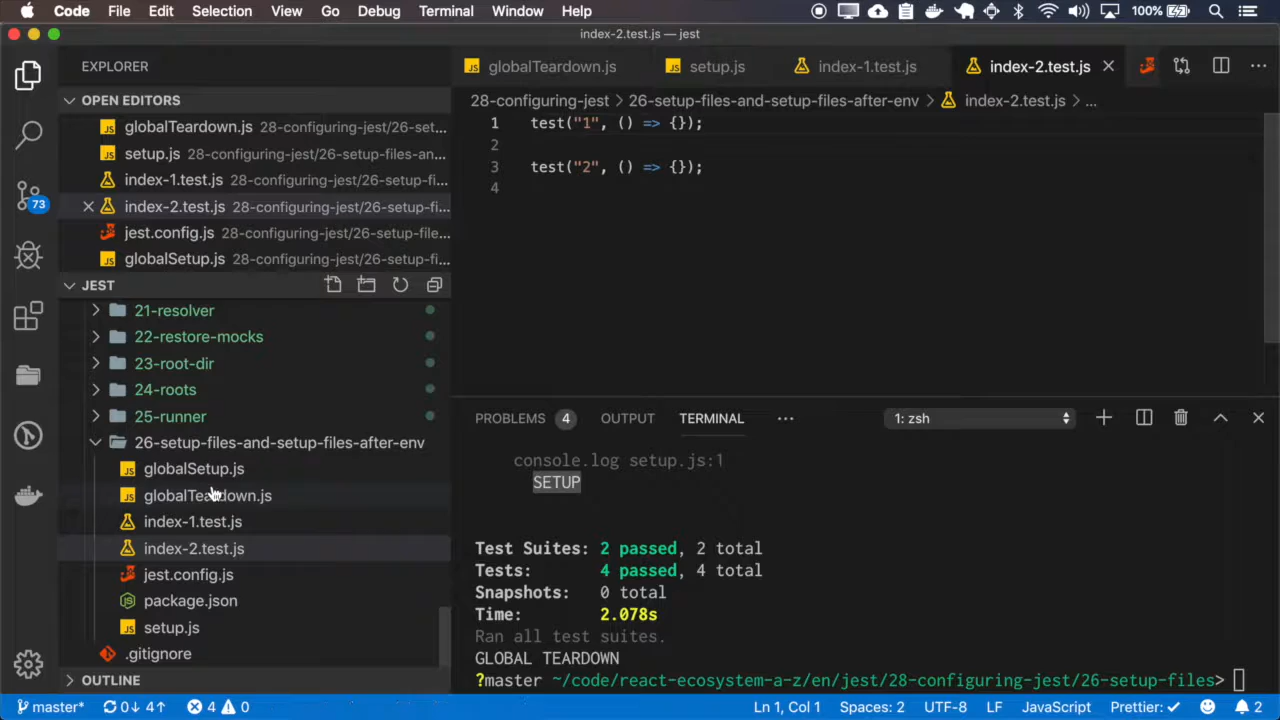 Code File Edit Selection View Go Debug Terminal Window Help 100%
index-2.test.js — jest
EXPLORER
OPEN EDITORS
JS globalTeardown.js 28-configuring-jest/26-set...
JS setup.js 28-configuring-jest/26-setup-files-an...
index-1.test.js 28-configuring-jest/26-setup-fi...
index-2.test.js 28-configuring-jest/26-setup-fi...
jest.config.js 28-configuring-jest/26-setup-file...
JS globalSetup.js 28-configuring-jest/26-setup-f...
73
JEST
21-resolver
22-restore-mocks
23-root-dir
24-roots
25-runner
26-setup-files-and-setup-files-after-env
JS globalSetup.js
JS globalTeardown.js
index-1.test.js
index-2.test.js
jest.config.js
package.json
JS setup.js
.gitignore
OUTLINE
JS globalTeardown.js JS setup.js index-1.test.js index-2.test.js
28-configuring-jest > 26-setup-files-and-setup-files-after-env > index-2.test.js > ...
1 test("1", () => {});
2
3 test("2", () => {});
4
PROBLEMS 4 OUTPUT TERMINAL ... 1: zsh
console.log setup.js:1
SETUP
Test Suites: 2 passed, 2 total
Tests: 4 passed, 4 total
Snapshots: 0 total
Time: 2.078s
Ran all test suites.
GLOBAL TEARDOWN
?master ~/code/react-ecosystem-a-z/en/jest/28-configuring-jest/26-setup-files>
master* 0↓ 4↑ 4 0 Ln 1, Col 1 Spaces: 2 UTF-8 LF JavaScript Prettier: ✓ 2